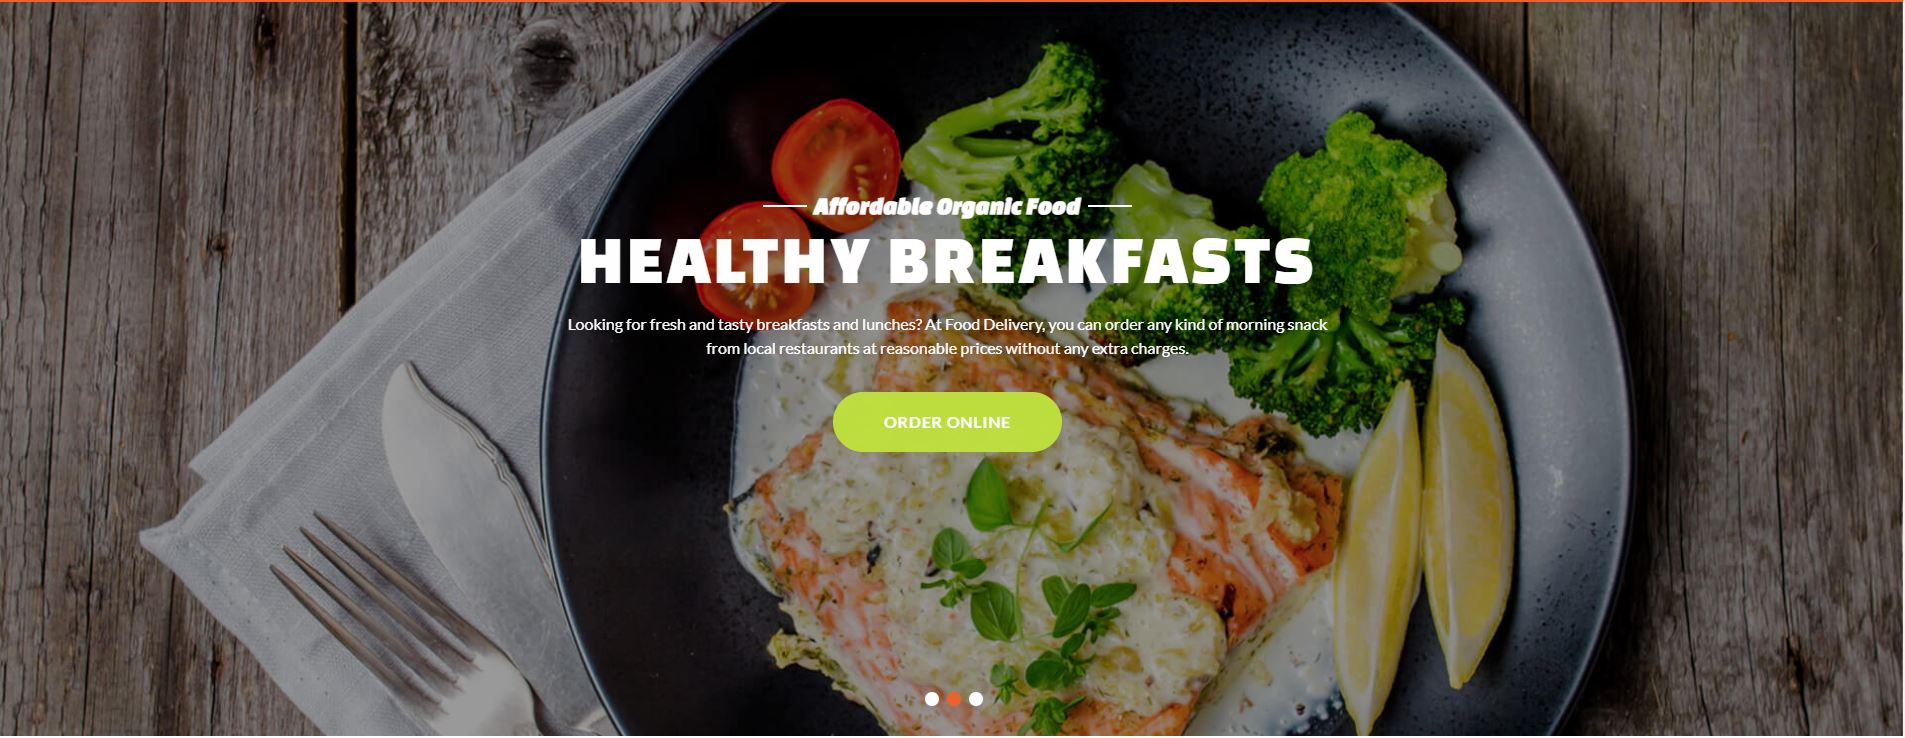 Affordable Organic Food
HEALTHY BREAKFASTS
Looking for fresh and tasty breakfasts and lunches? At Food Delivery, you can order any kind of morning snack
from local restaurants at reasonable prices without any extra charges.
ORDER ONLINE